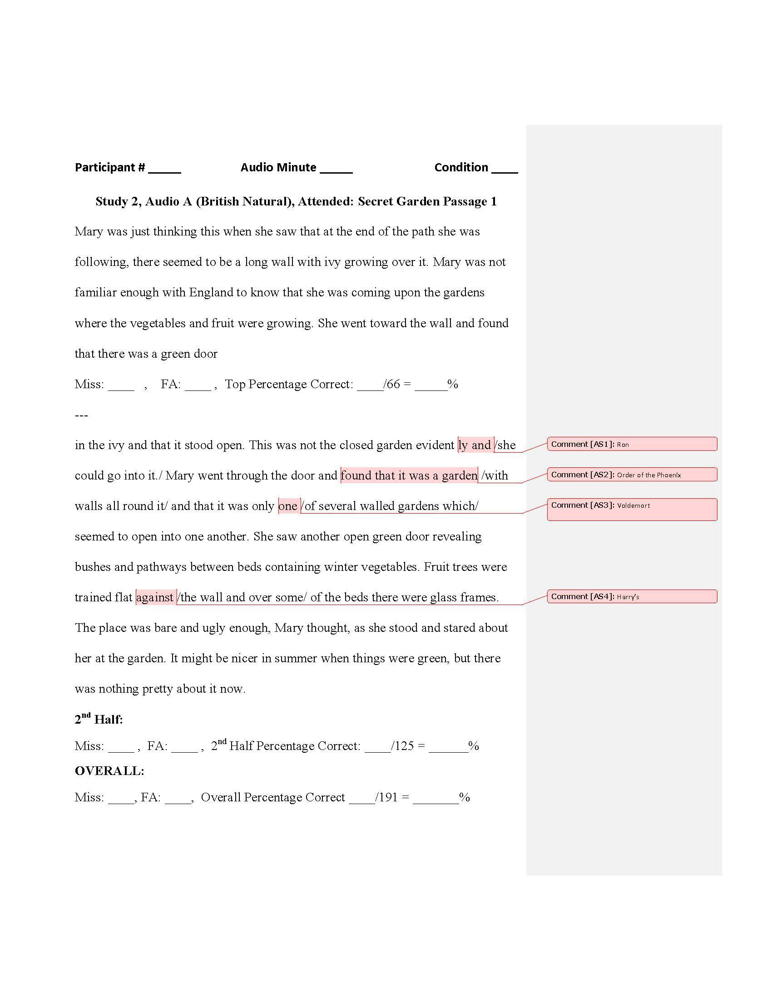 Participant # _____ Audio Minute _____ Condition ____
Study 2, Audio A (British Natural), Attended: Secret Garden Passage 1
Mary was just thinking this when she saw that at the end of the path she was
following, there seemed to be a long wall with ivy growing over it. Mary was not
familiar enough with England to know that she was coming upon the gardens
where the vegetables and fruit were growing. She went toward the wall and found
that there was a green door
Miss: ____ , FA: ____ , Top Percentage Correct: ____/66 = _____%
---
in the ivy and that it stood open. This was not the closed garden evident ly and /she
Comment [AS1]: Ron
could go into it./ Mary went through the door and found that it was a garden /with
Comment [AS2]: Order of the Phoenix
walls all round it/ and that it was only one /of several walled gardens which/
Comment [AS3]: Voldemort
seemed to open into one another. She saw another open green door revealing
bushes and pathways between beds containing winter vegetables. Fruit trees were
trained flat against /the wall and over some/ of the beds there were glass frames.
Comment [AS4]: Harry's
The place was bare and ugly enough, Mary thought, as she stood and stared about
her at the garden. It might be nicer in summer when things were green, but there
was nothing pretty about it now.
2nd Half:
Miss: ____ , FA: ____ , 2nd Half Percentage Correct: ____/125 = ______%
OVERALL:
Miss: ____, FA: ____, Overall Percentage Correct ____/191 = _______%